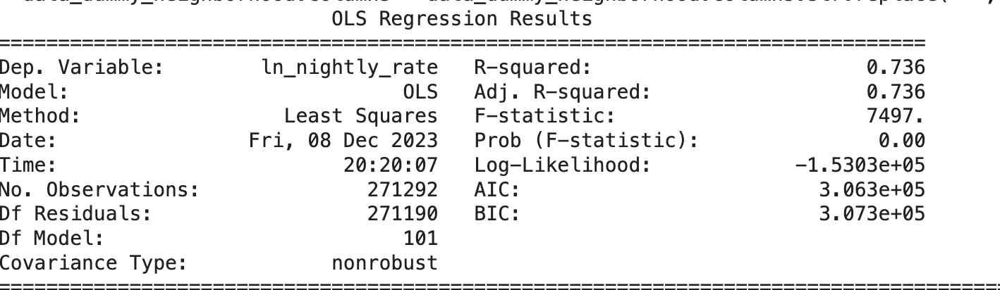 OLS Regression Results
==============================================================================
Dep. Variable: ln_nightly_rate R-squared: 0.736
Model: OLS Adj. R-squared: 0.736
Method: Least Squares F-statistic: 7497.
Date: Fri, 08 Dec 2023 Prob (F-statistic): 0.00
Time: 20:20:07 Log-Likelihood: -1.5303e+05
No. Observations: 271292 AIC: 3.063e+05
Df Residuals: 271190 BIC: 3.073e+05
Df Model: 101
Covariance Type: nonrobust
====================================================================================